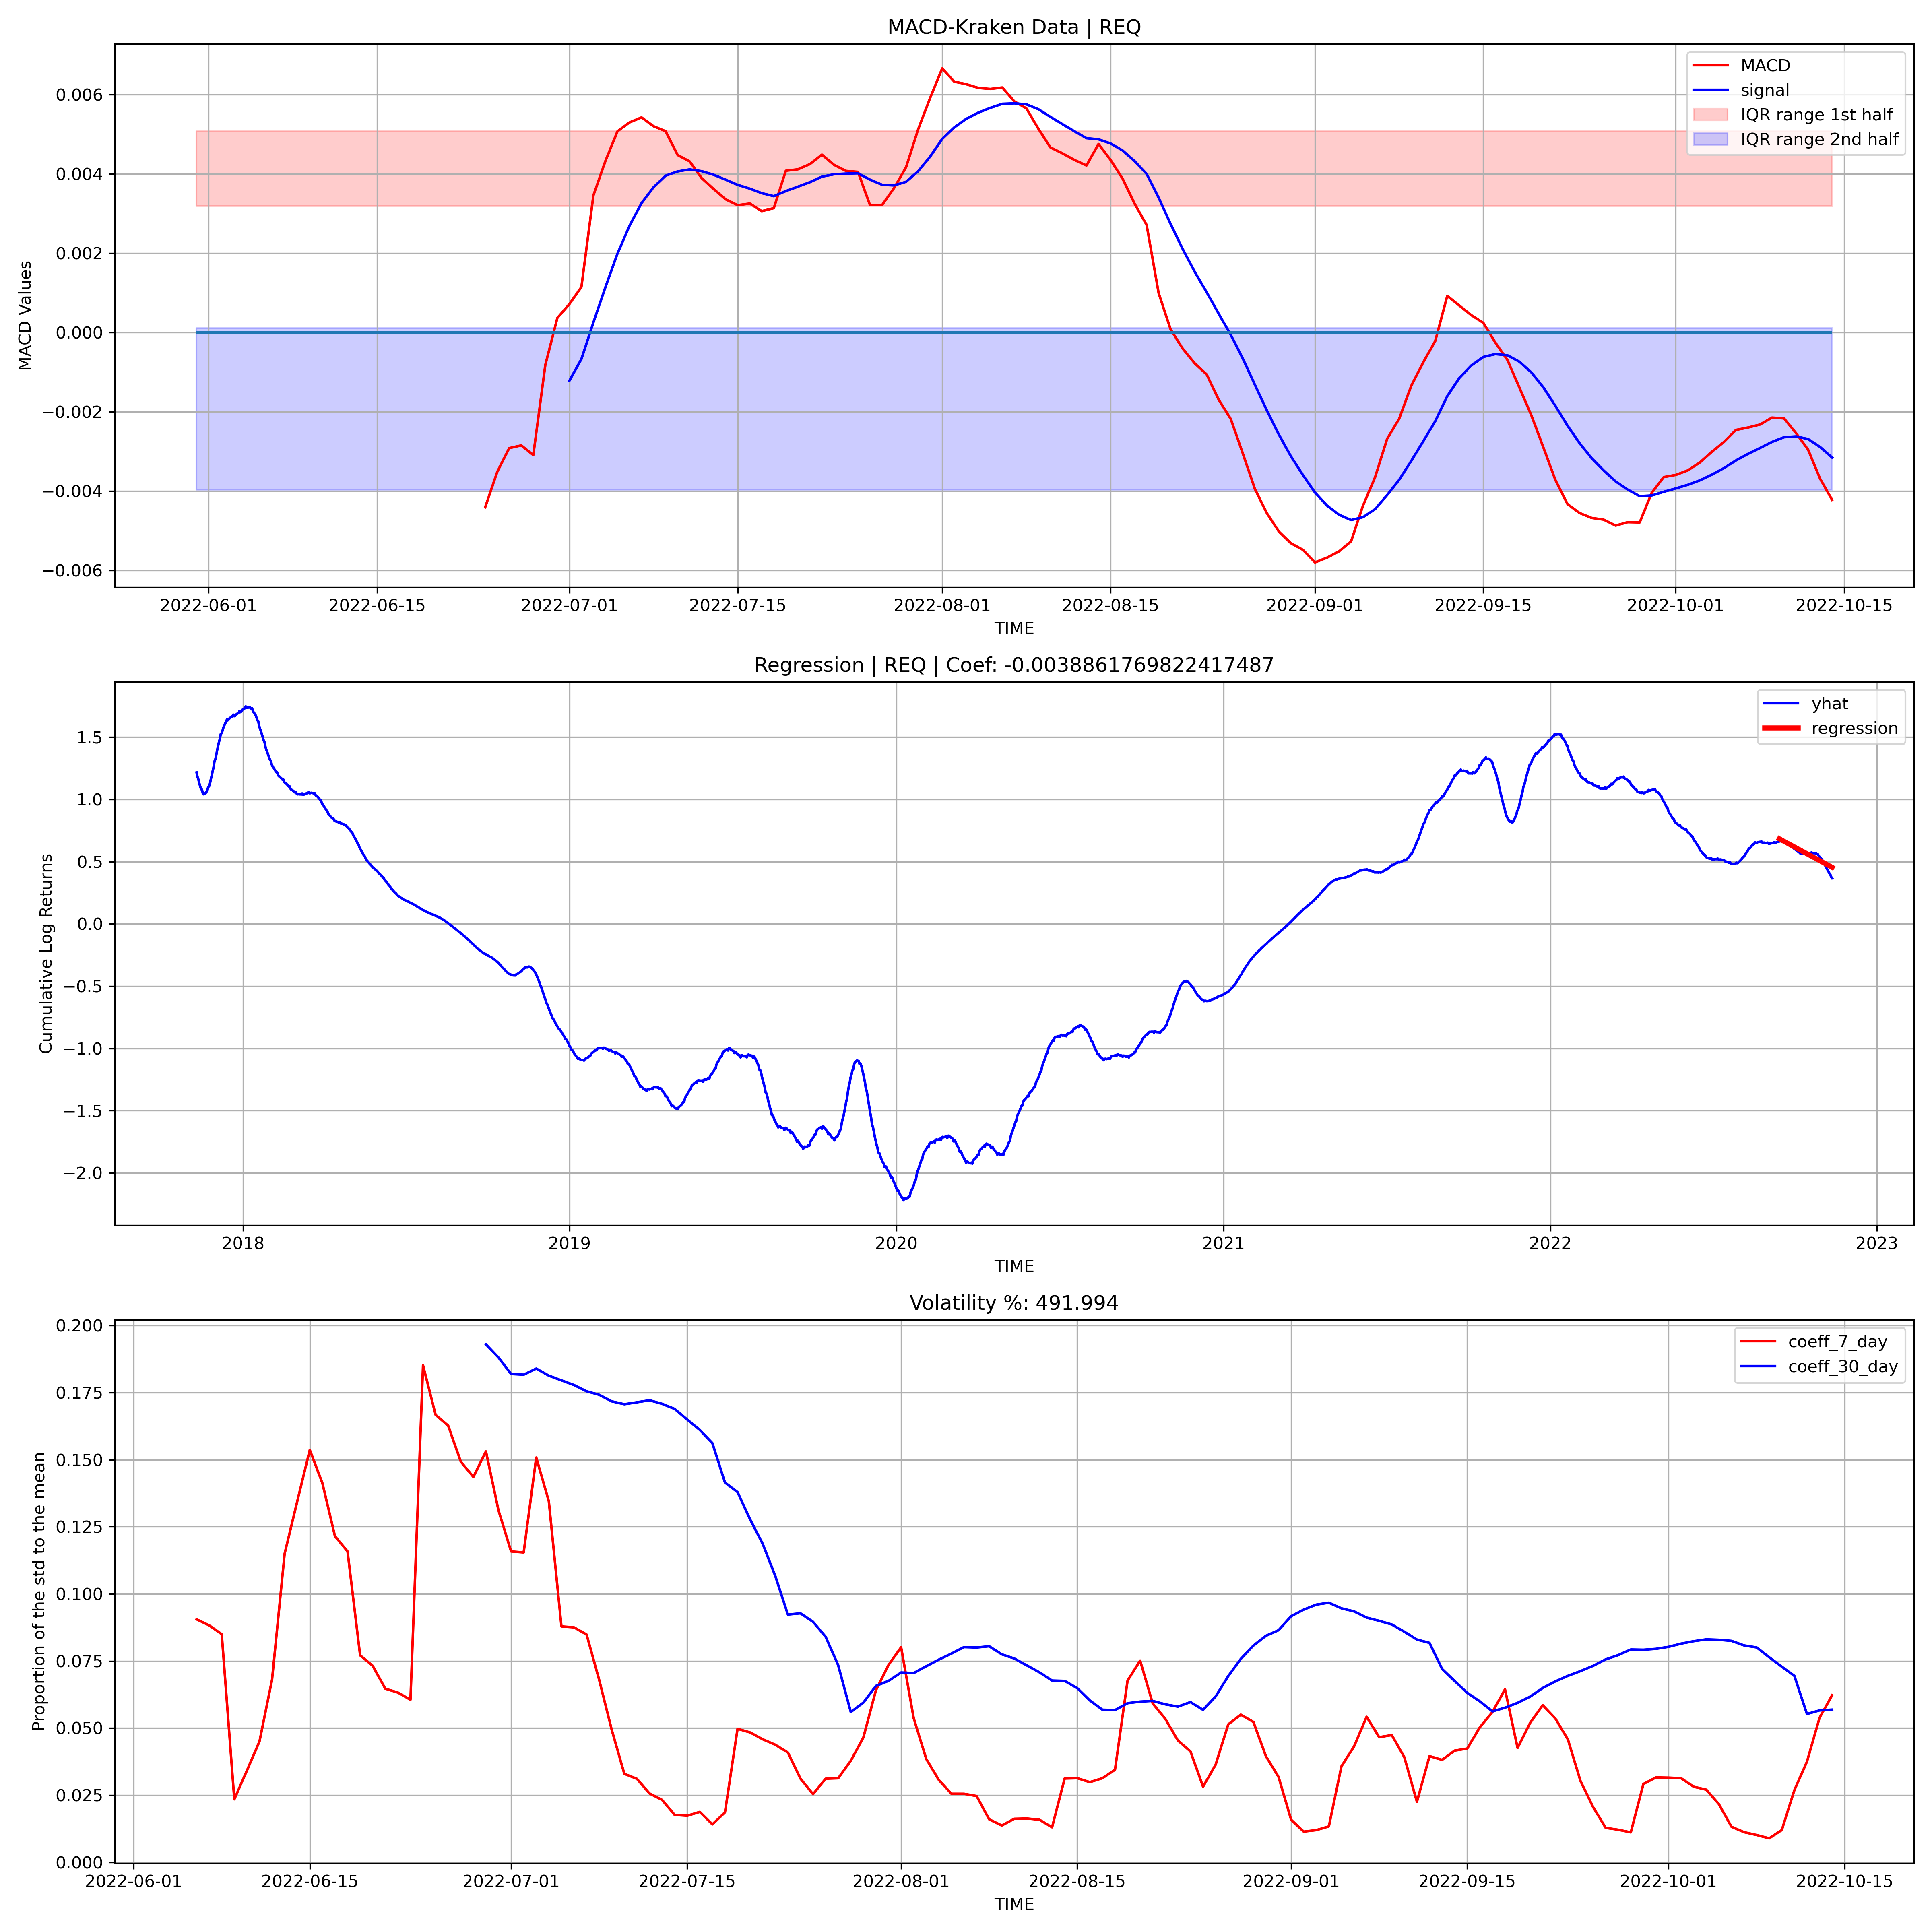 MACD-Kraken Data | REQ
MACD
signal
IQR range 1st half
IQR range 2nd half
MACD Values
0.006
0.004
0.002
0.000
−0.002
−0.004
−0.006
2022-06-01 2022-06-15 2022-07-01 2022-07-15 2022-08-01 2022-08-15 2022-09-01 2022-09-15 2022-10-01 2022-10-15
TIME
Regression | REQ | Coef: -0.0038861769822417487
yhat
regression
Cumulative Log Returns
1.5
1.0
0.5
0.0
−0.5
−1.0
−1.5
−2.0
2018 2019 2020 2021 2022 2023
TIME
Volatility %: 491.994
coeff_7_day
coeff_30_day
Proportion of the std to the mean
0.200
0.175
0.150
0.125
0.100
0.075
0.050
0.025
0.000
2022-06-01 2022-06-15 2022-07-01 2022-07-15 2022-08-01 2022-08-15 2022-09-01 2022-09-15 2022-10-01 2022-10-15
TIME